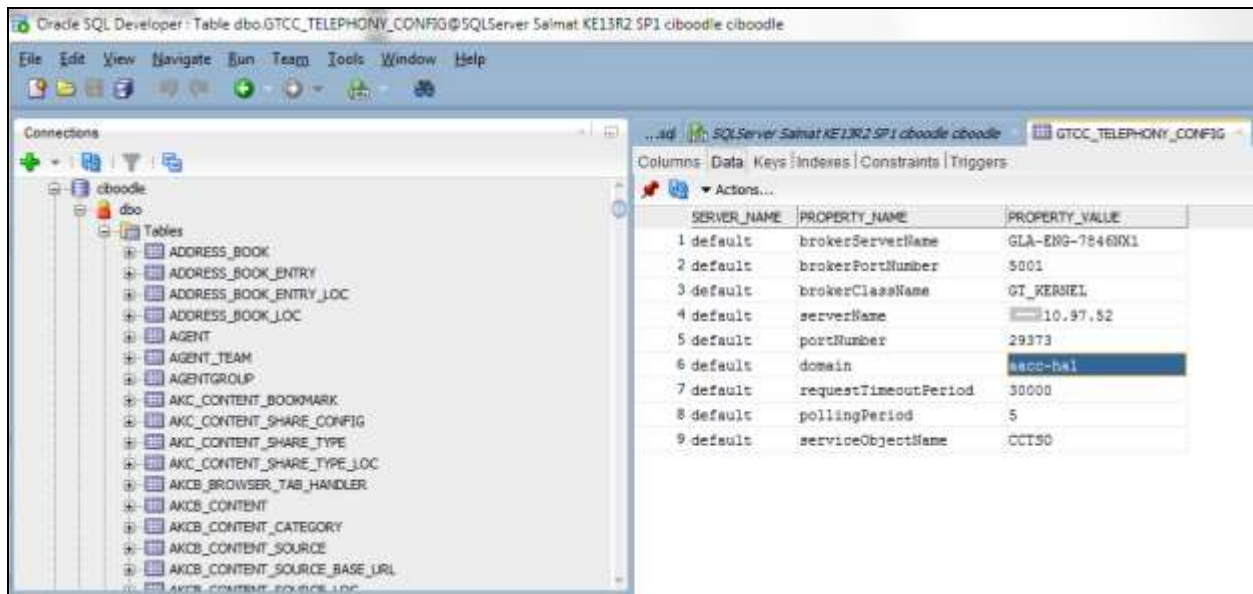 Oracle SQL Developer : Table dbo.GTCC_TELEPHONY_CONFIG@SQLServer Salmat KE13R2 SP1 ciboodle ciboodle
File Edit View Navigate Run Team Tools Window Help
Connections
...sql SQLServer Salmat KE13R2 SP1 ciboodle ciboodle GTCC_TELEPHONY_CONFIG
Columns Data Keys Indexes Constraints Triggers
Actions...
ciboodle
dbo
Tables
ADDRESS_BOOK
ADDRESS_BOOK_ENTRY
ADDRESS_BOOK_ENTRY_LOC
ADDRESS_BOOK_LOC
AGENT
AGENT_TEAM
AGENTGROUP
AKC_CONTENT_BOOKMARK
AKC_CONTENT_SHARE_CONFIG
AKC_CONTENT_SHARE_TYPE
AKC_CONTENT_SHARE_TYPE_LOC
AKCB_BROWSER_TAB_HANDLER
AKCB_CONTENT
AKCB_CONTENT_CATEGORY
AKCB_CONTENT_SOURCE
AKCB_CONTENT_SOURCE_BASE_URL
AKCB_CONTENT_SOURCE_LOC
SERVER_NAME PROPERTY_NAME PROPERTY_VALUE
1 default brokerServerName GLA-ENG-7846NX1
2 default brokerPortNumber 5001
3 default brokerClassName GT_KERNEL
4 default serverName 10.97.52
5 default portNumber 29373
6 default domain aacc-ha1
7 default requestTimeoutPeriod 30000
8 default pollingPeriod 5
9 default serviceObjectName CCTSO